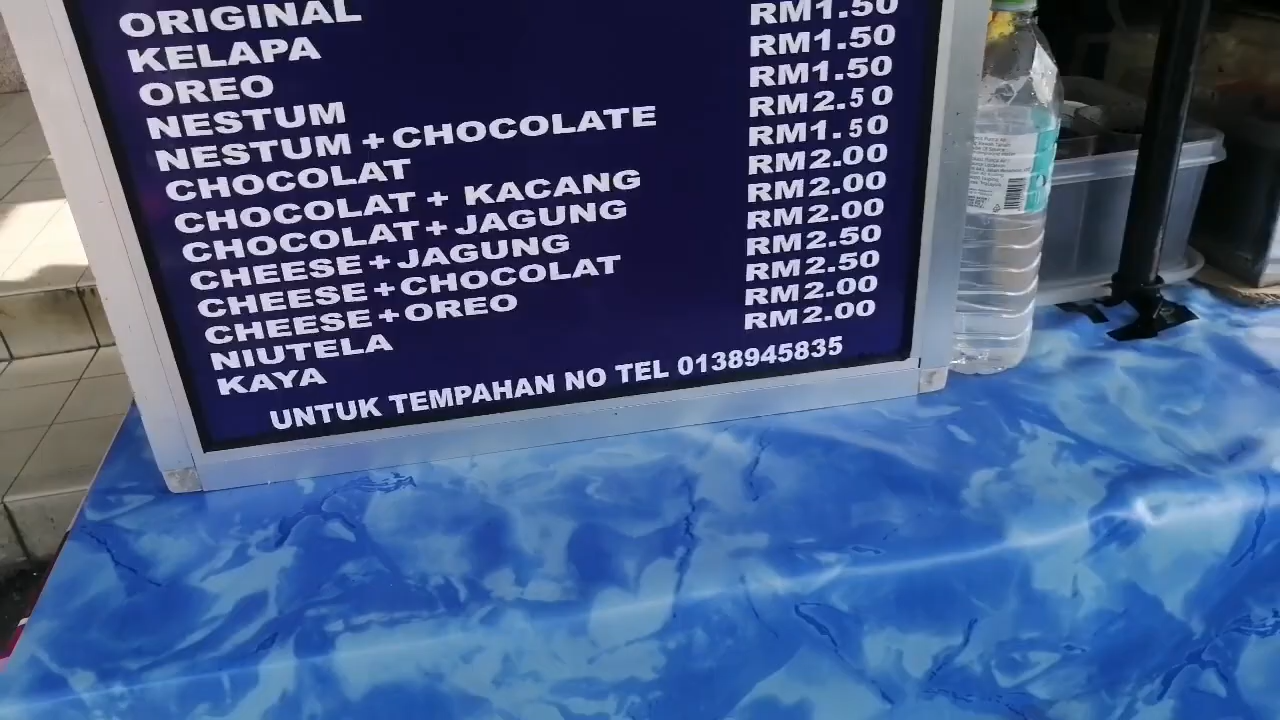 ORIGINAL
KELAPA RM1.50
OREO RM1.50
NESTUM RM1.50
NESTUM + CHOCOLATE RM2.50
CHOCOLAT RM1.50
CHOCOLAT + KACANG RM2.00
CHOCOLAT + JAGUNG RM2.00
CHEESE + JAGUNG RM2.00
CHEESE + CHOCOLAT RM2.50
CHEESE + OREO RM2.50
NIUTELA RM2.00
KAYA RM2.00
UNTUK TEMPAHAN NO TEL 0138945835